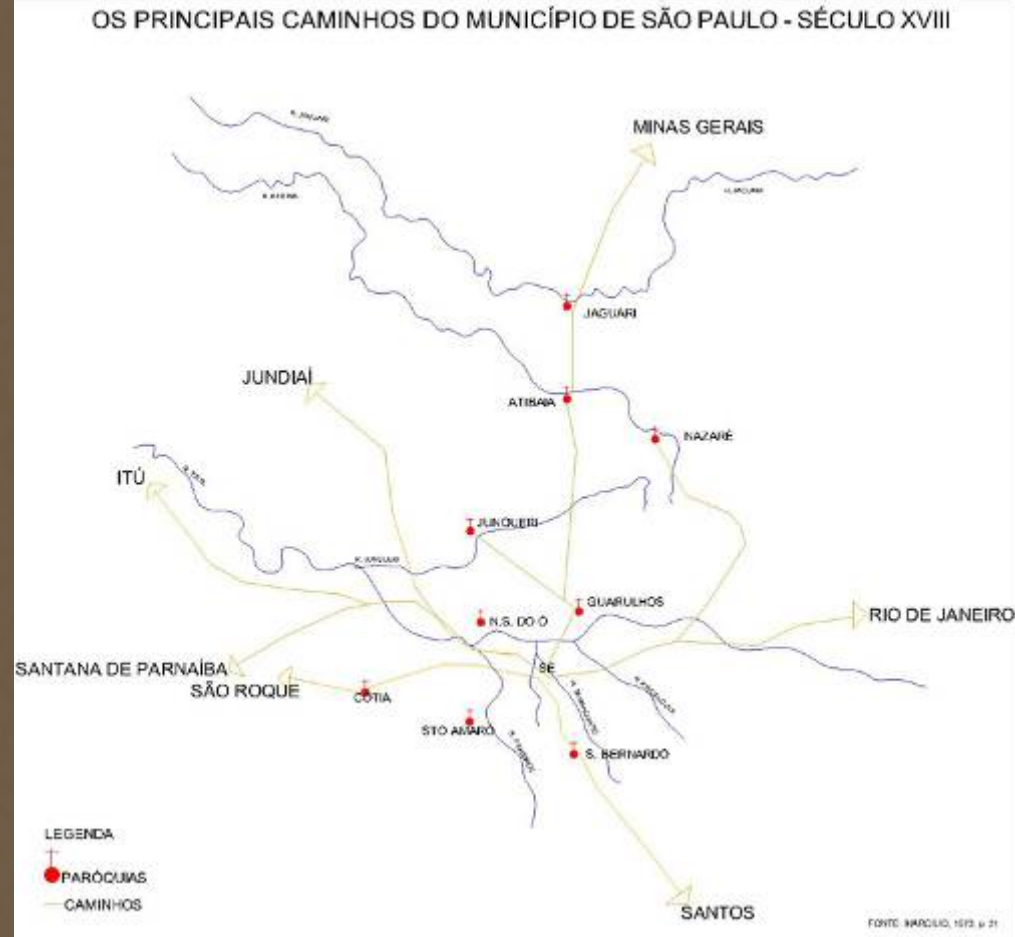 OS PRINCIPAIS CAMINHOS DO MUNICÍPIO DE SÃO PAULO - SÉCULO XVIII
MINAS GERAIS
JAGUARI
JUNDIAÍ
ATIBAIA
NAZARÉ
ITÚ
JUNQUERI
GUARULHOS
N.S. DO Ó
RIO DE JANEIRO
SANTANA DE PARNAÍBA
SÉ
SÃO ROQUE
COTIA
STO AMARO
S. BERNARDO
LEGENDA
PARÓQUIAS
CAMINHOS
SANTOS